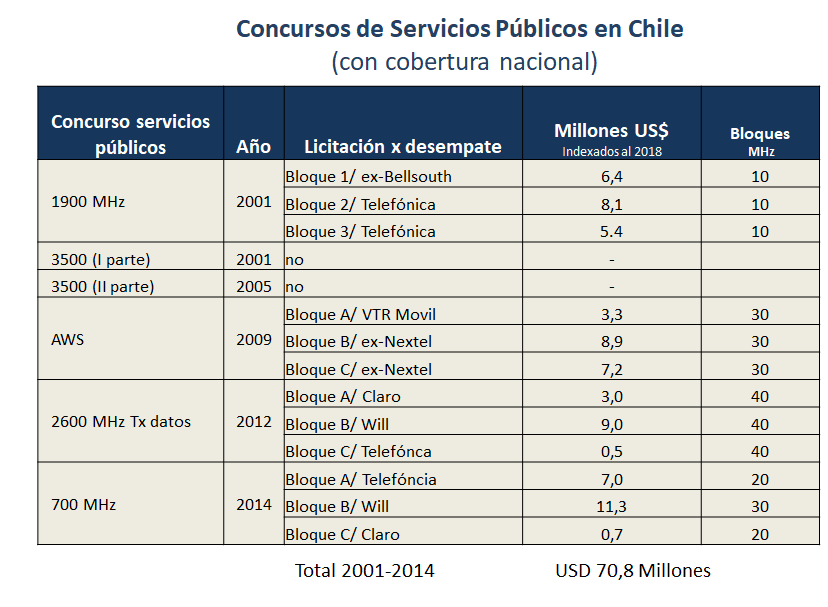 Concursos de Servicios Públicos en Chile
(con cobertura nacional)
Concurso servicios públicos Año Licitación x desempate Millones US$ Indexados al 2018 Bloques MHz
1900 MHz 2001 Bloque 1/ ex-Bellsouth 6,4 10
Bloque 2/ Telefónica 8,1 10
Bloque 3/ Telefónica 5.4 10
3500 (I parte) 2001 no -
3500 (II parte) 2005 no -
AWS 2009 Bloque A/ VTR Movil 3,3 30
Bloque B/ ex-Nextel 8,9 30
Bloque C/ ex-Nextel 7,2 30
2600 MHz Tx datos 2012 Bloque A/ Claro 3,0 40
Bloque B/ Will 9,0 40
Bloque C/ Telefónca 0,5 40
700 MHz 2014 Bloque A/ Telefóncia 7,0 20
Bloque B/ Will 11,3 30
Bloque C/ Claro 0,7 20
Total 2001-2014 USD 70,8 Millones